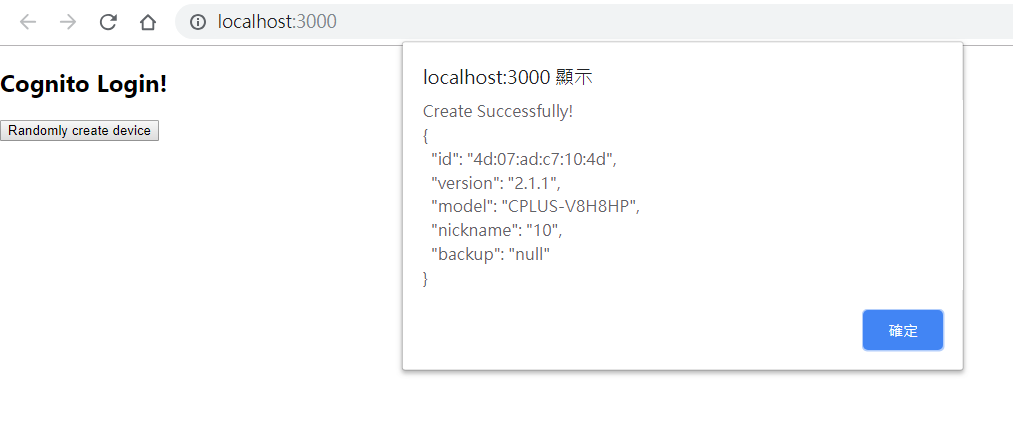 localhost:3000
localhost:3000 顯示
Cognito Login!
Create Successfully!
Randomly create device
{
"id": "4d:07:ad:c7:10:4d",
"version": "2.1.1",
"model": "CPLUS-V8H8HP",
"nickname": "10",
"backup": "null"
}
確定